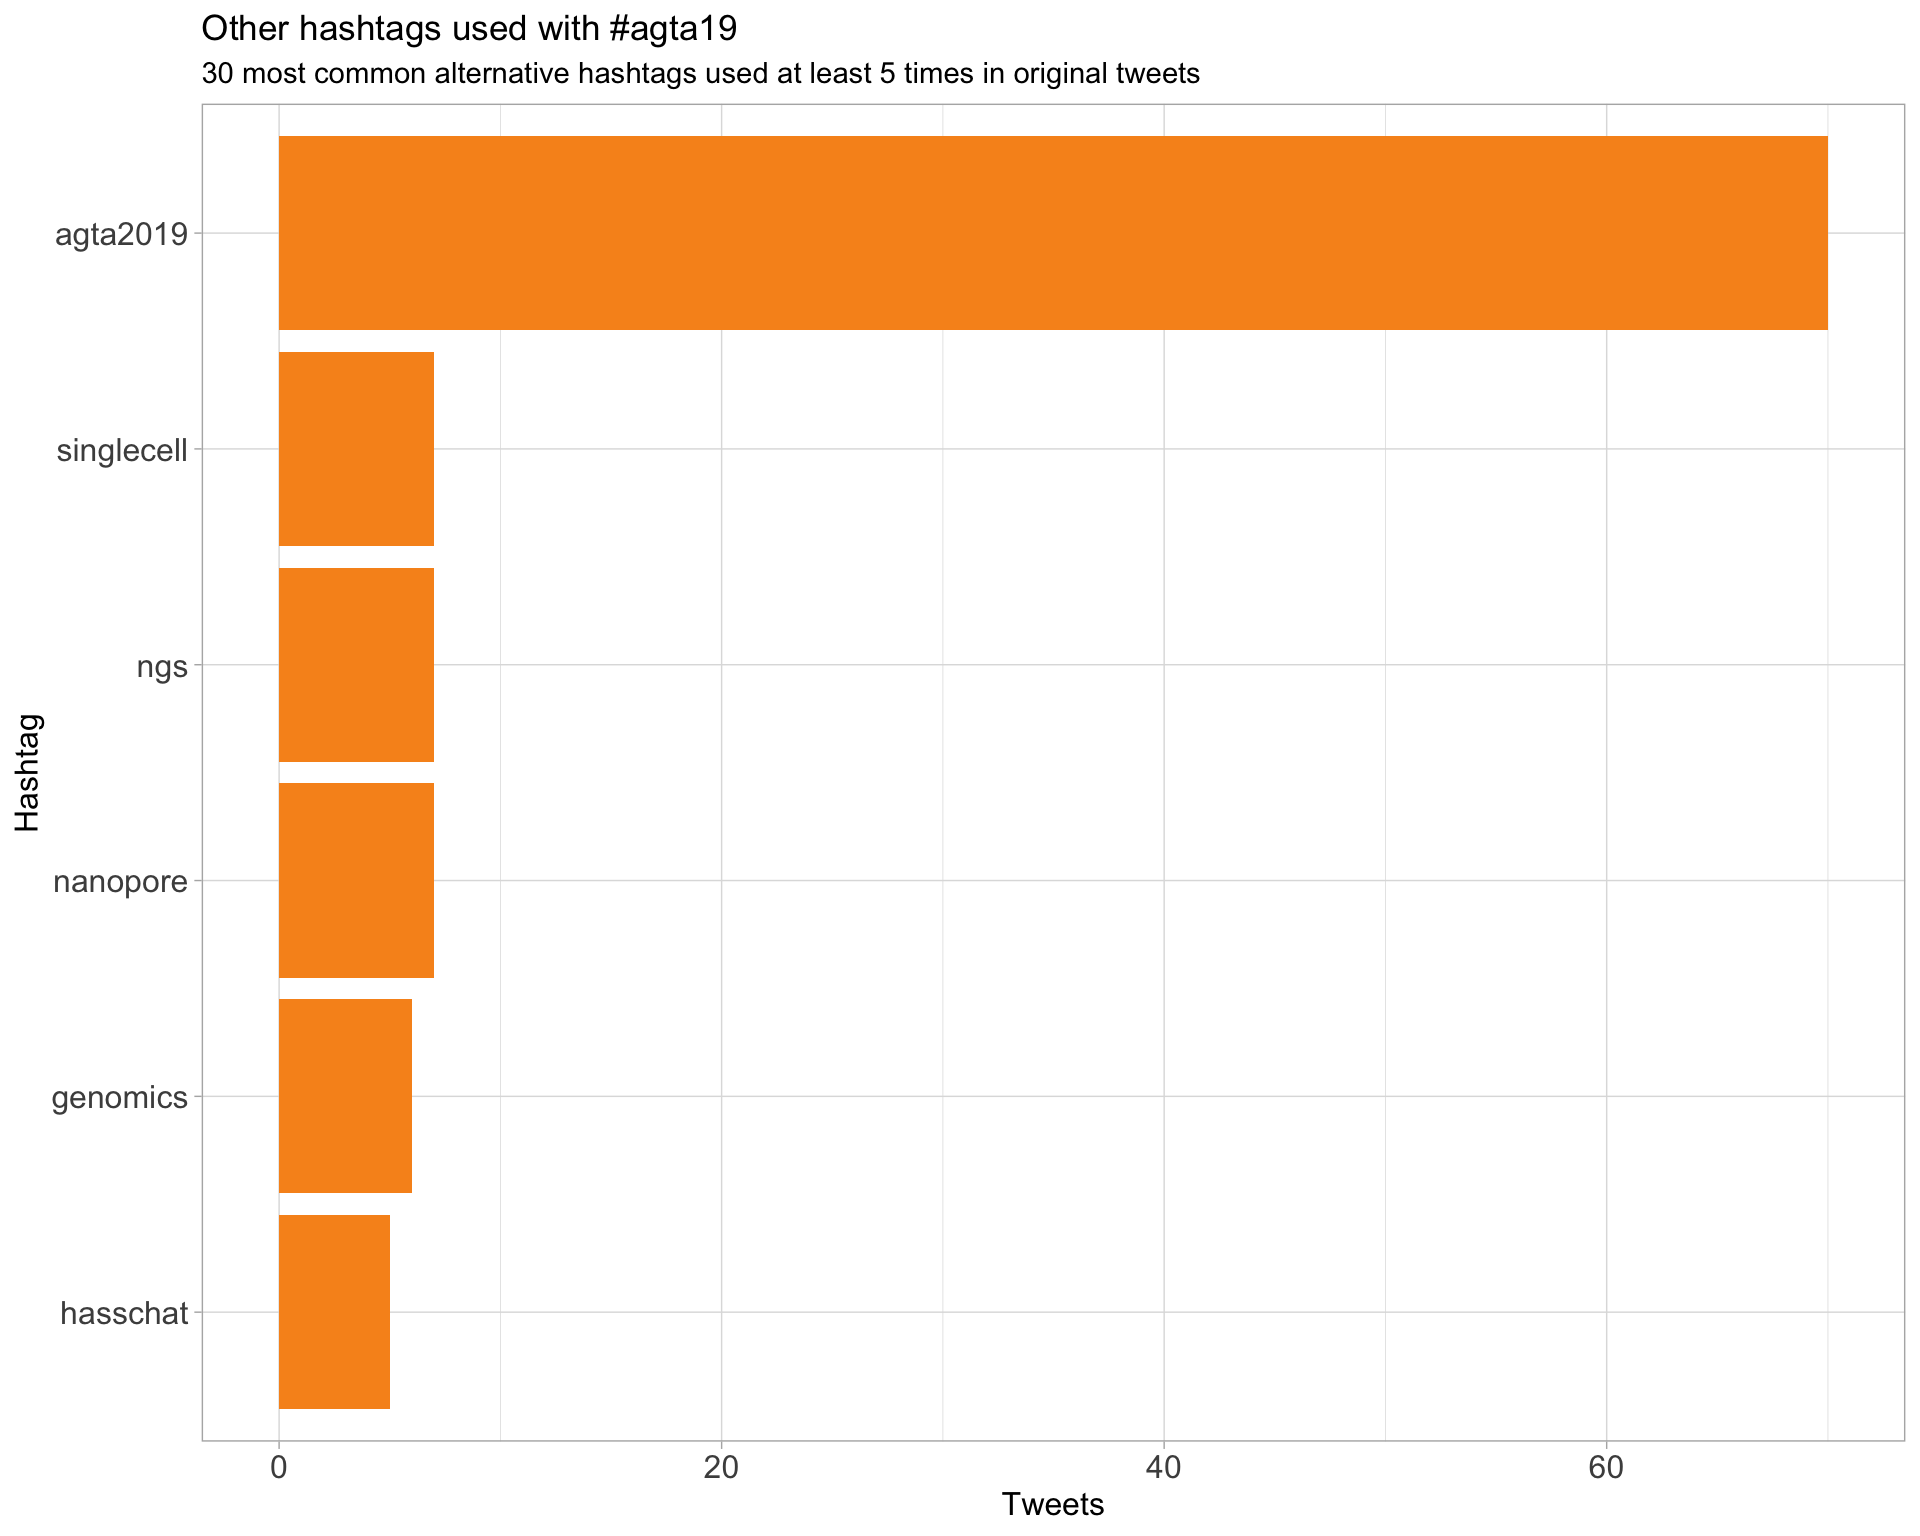 Other hashtags used with #agta19
30 most common alternative hashtags used at least 5 times in original tweets
Hashtag
agta2019
singlecell
ngs
nanopore
genomics
hasschat
0 20 40 60
Tweets